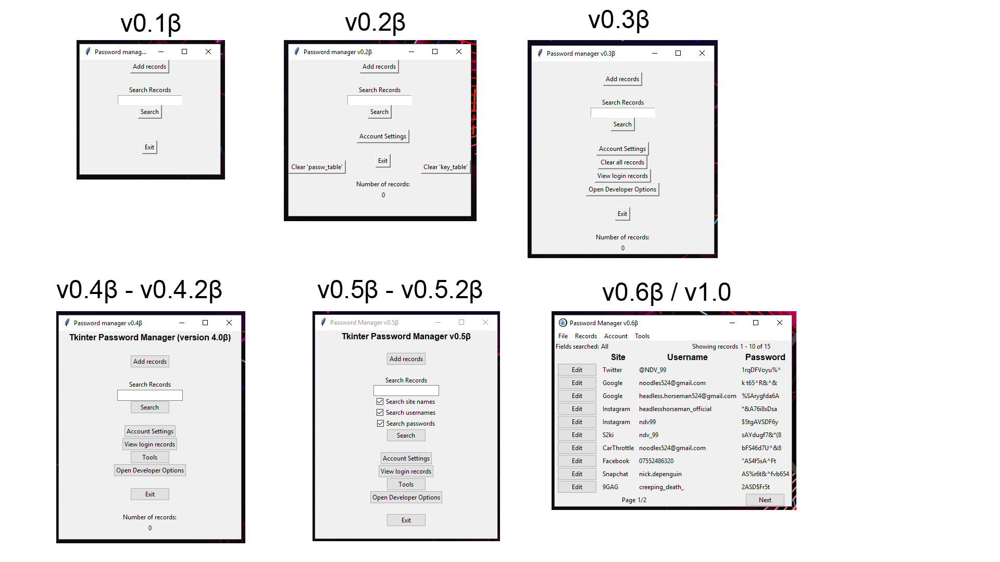 v0.1β
Password manag...
Add records
Search Records
Search
Exit
v0.2β
Password manager v0.2β
Add records
Search Records
Search
Account Settings
Exit
Clear 'passw_table'
Clear 'key_table'
Number of records:
0
v0.3β
Password manager v0.3β
Add records
Search Records
Search
Account Settings
Clear all records
View login records
Open Developer Options
Exit
Number of records:
0
v0.4β - v0.4.2β
Password manager v0.4β
Tkinter Password Manager (version 4.0β)
Add records
Search Records
Search
Account Settings
View login records
Tools
Open Developer Options
Exit
Number of records:
0
v0.5β - v0.5.2β
Password Manager v0.5β
Tkinter Password Manager v0.5β
Add records
Search Records
Search site names
Search usernames
Search passwords
Search
Account Settings
View login records
Tools
Open Developer Options
Exit
v0.6β / v1.0
Password Manager v0.6β
File Records Account Tools
Fields searched: All Showing records 1 - 10 of 15
Site Username Password
Edit Twitter @NDV_99 1rqDFVoyu%^
Edit Google noodles524@gmail.com k t65^R&^&
Edit Google headless.horseman524@gmail.com %SArygfda6A
Edit Instagram headlesshorseman_official *&A76i8sDsa
Edit Instagram ndv99 $5tgAVSDF6y
Edit S2ki ndv_99 sAYdugf7&*(8
Edit CarThrottle noodles524@gmail.com bFS46d7U^&8
Edit Facebook 07552486320 "AS4f5sA^Ft
Edit Snapchat nick.depenguin AS%r6t&^fvb654
Edit 9GAG creeping_death_ 2ASD$Fr5t
Page 1/2 Next